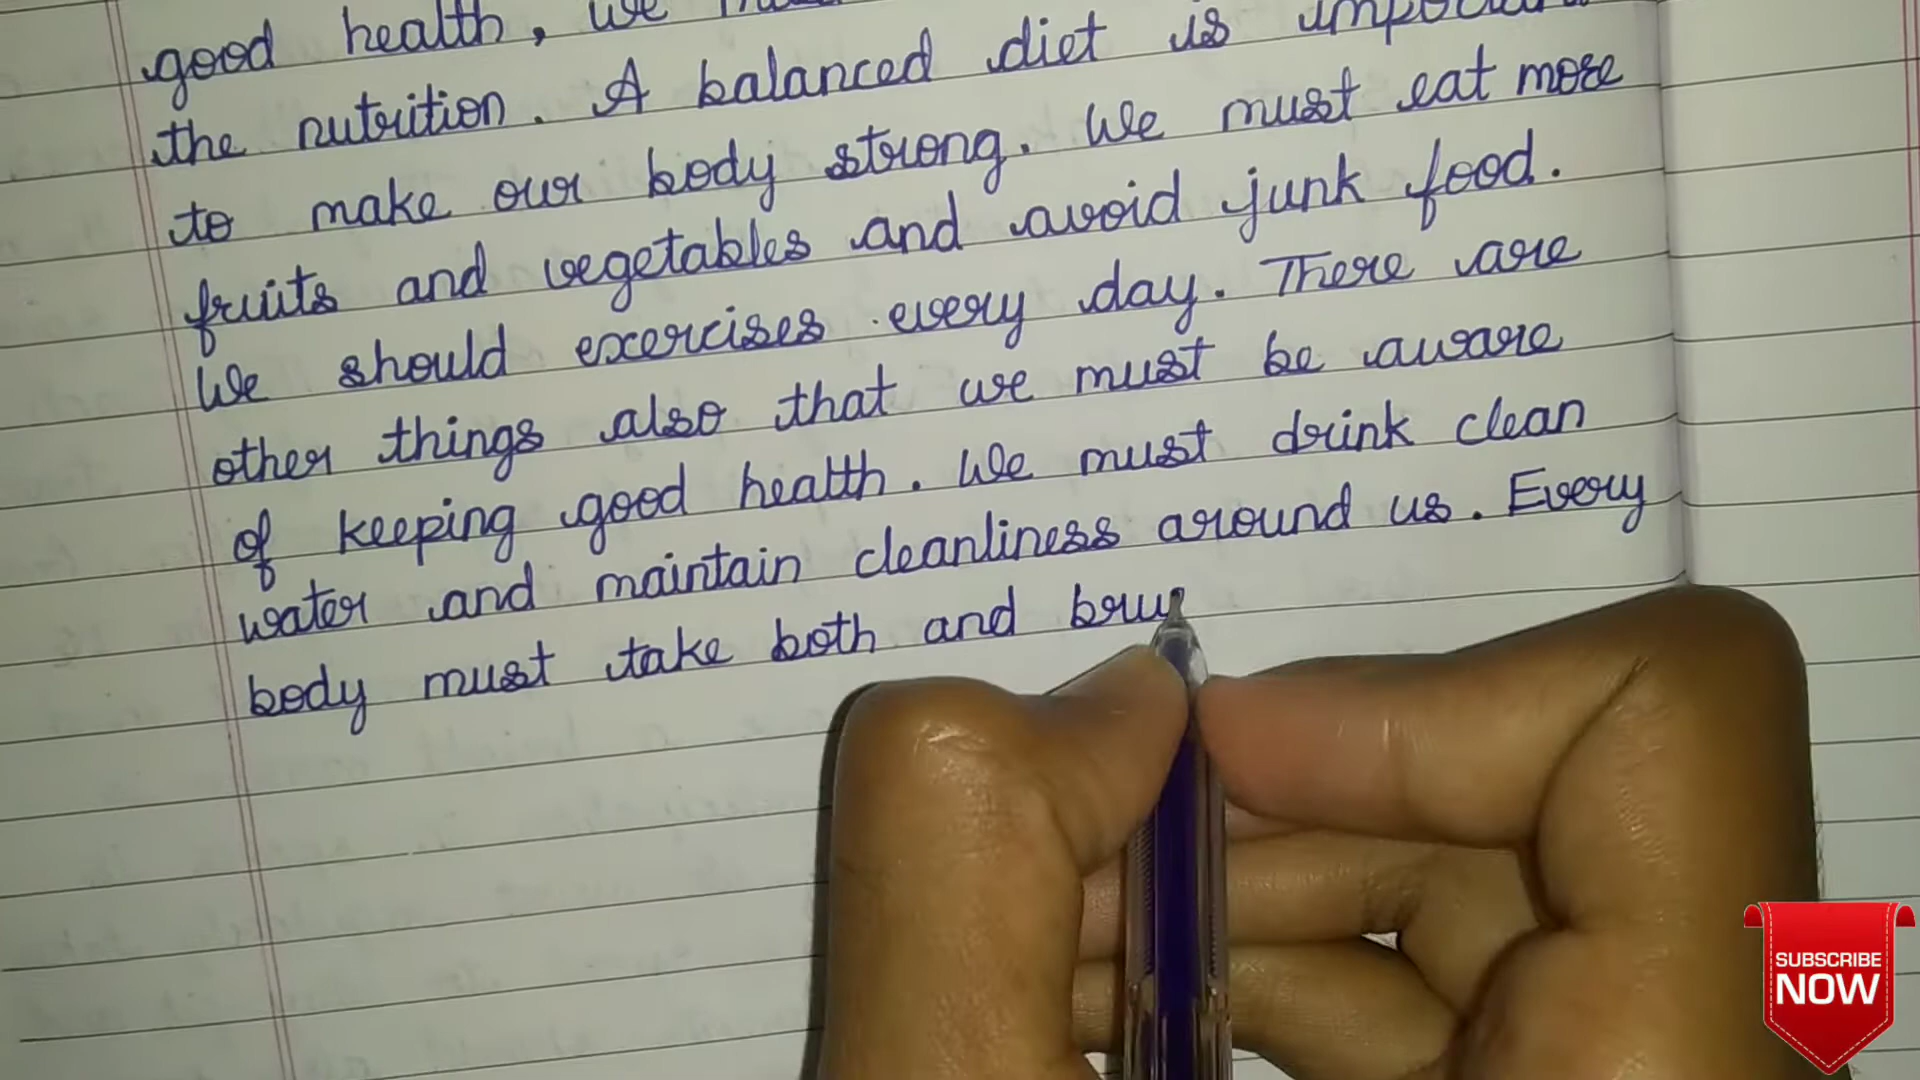 good health, we
the nutrition. A balanced diet is important
to make our body strong. We must eat more
fruits and vegetables and avoid junk food.
We should exercises every day. There are
other things also that we must be aware
of keeping good health. We must drink clean
water and maintain cleanliness around us. Every
body must take both and bru
SUBSCRIBE
NOW